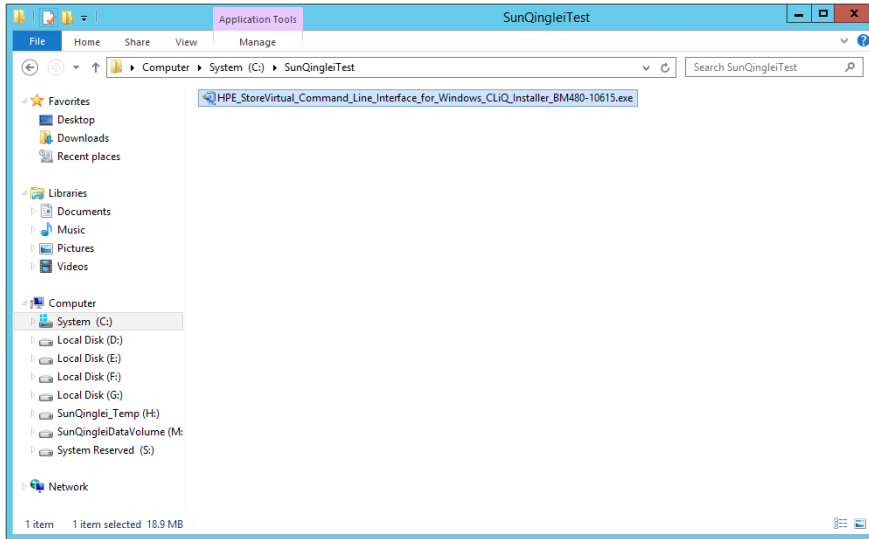 Application Tools
SunQingleiTest
File Home Share View Manage
Computer System (C:) SunQingleiTest
Search SunQingleiTest
Favorites
Desktop
Downloads
Recent places
Libraries
Documents
Music
Pictures
Videos
Computer
System (C:)
Local Disk (D:)
Local Disk (E:)
Local Disk (F:)
Local Disk (G:)
SunQinglei_Temp (H:)
SunQingleiDataVolume (M:
System Reserved (S:)
Network
HPE_StoreVirtual_Command_Line_Interface_for_Windows_CLiQ_Installer_BM480-10615.exe
1 item 1 item selected 18.9 MB